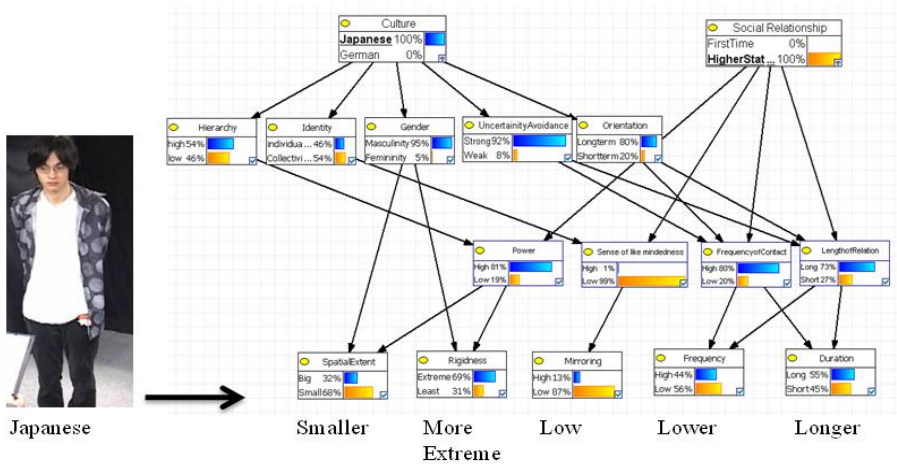 Culture
Japanese 100%
German 0%
Social Relationship
FirstTime 0%
HigherStat ... 100%
Hierarchy
high 54%
low 46%
Identity
individua ... 46%
Collectivi ... 54%
Gender
Masculinity 95%
Femininity 5%
UncertainityAvoidance
Strong 92%
Weak 8%
Orientation
Longterm 80%
Shortterm 20%
Power
High 81%
Low 19%
Sense of like mindedness
High 1%
Low 99%
FrequencyofContact
High 80%
Low 20%
LengthofRelation
Long 73%
Short 27%
SpatialExtent
Big 32%
Small 68%
Rigidness
Extreme 69%
Least 31%
Mirroring
High 13%
Low 87%
Frequency
High 44%
Low 56%
Duration
Long 55%
Short 45%
Japanese
Smaller
More
Extreme
Low
Lower
Longer